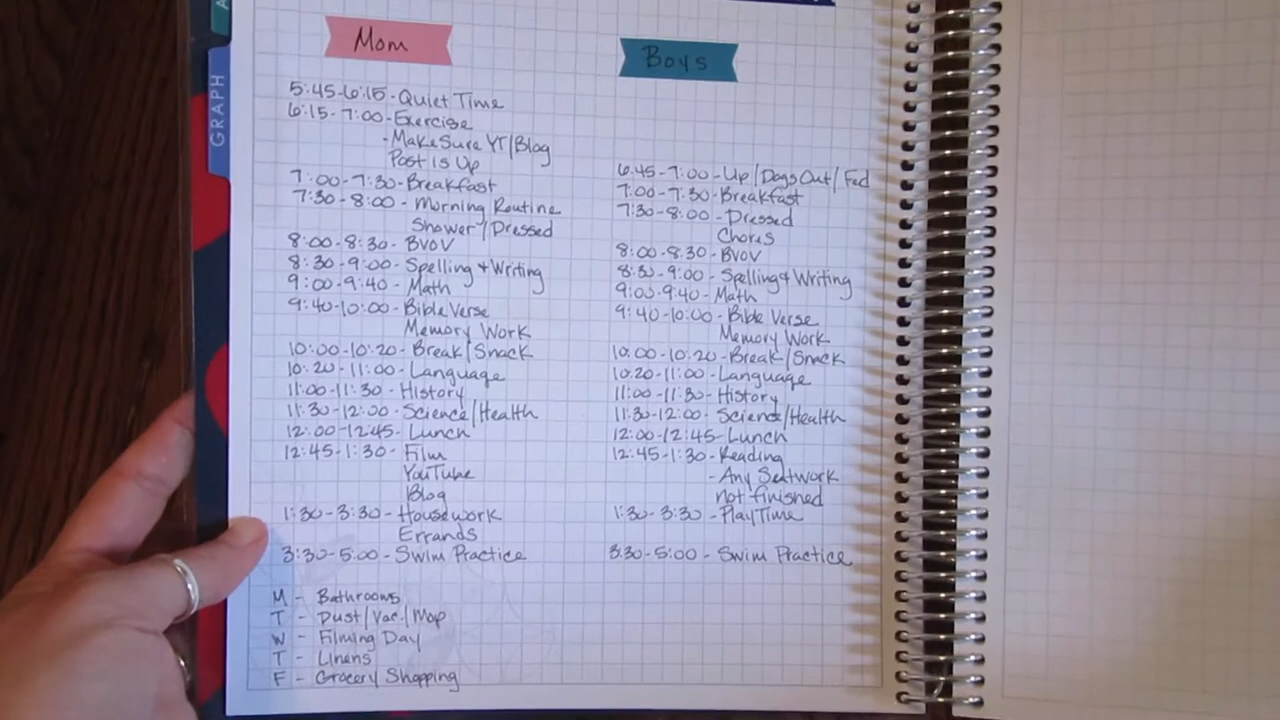 GRAPH
Mom
5:45-6:15-Quiet Time
6:15-7:00-Exercise
-Make Sure YT/Blog
Post is Up
7:00-7:30-Breakfast
7:30-8:00-Morning Routine
Shower/Dressed
8:00-8:30-BVOV
8:30-9:00-Spelling + Writing
9:00-9:40-Math
9:40-10:00-Bible Verse
Memory Work
10:00-10:20-Break/Snack
10:20-11:00-Language
11:00-11:30-History
11:30-12:00-Science/Health
12:00-12:45-Lunch
12:45-1:30-Film
YouTube
Blog
1:30-3:30-Housework
Errands
3:30-5:00-Swim Practice
M - Bathrooms
T - Dust/Vac./Mop
W - Filming Day
T - Linens
F - Grocery Shopping
Boys
6:45-7:00-Up/Dogs Out/Fed
7:00-7:30-Breakfast
7:30-8:00-Dressed
Chores
8:00-8:30-BVOV
8:30-9:00-Spelling + Writing
9:00-9:40-Math
9:40-10:00-Bible Verse
Memory Work
10:00-10:20-Break/Snack
10:20-11:00-Language
11:00-11:30-History
11:30-12:00-Science/Health
12:00-12:45-Lunch
12:45-1:30-Reading
-Any Seatwork
not finished
1:30-3:30-Play Time
3:30-5:00-Swim Practice